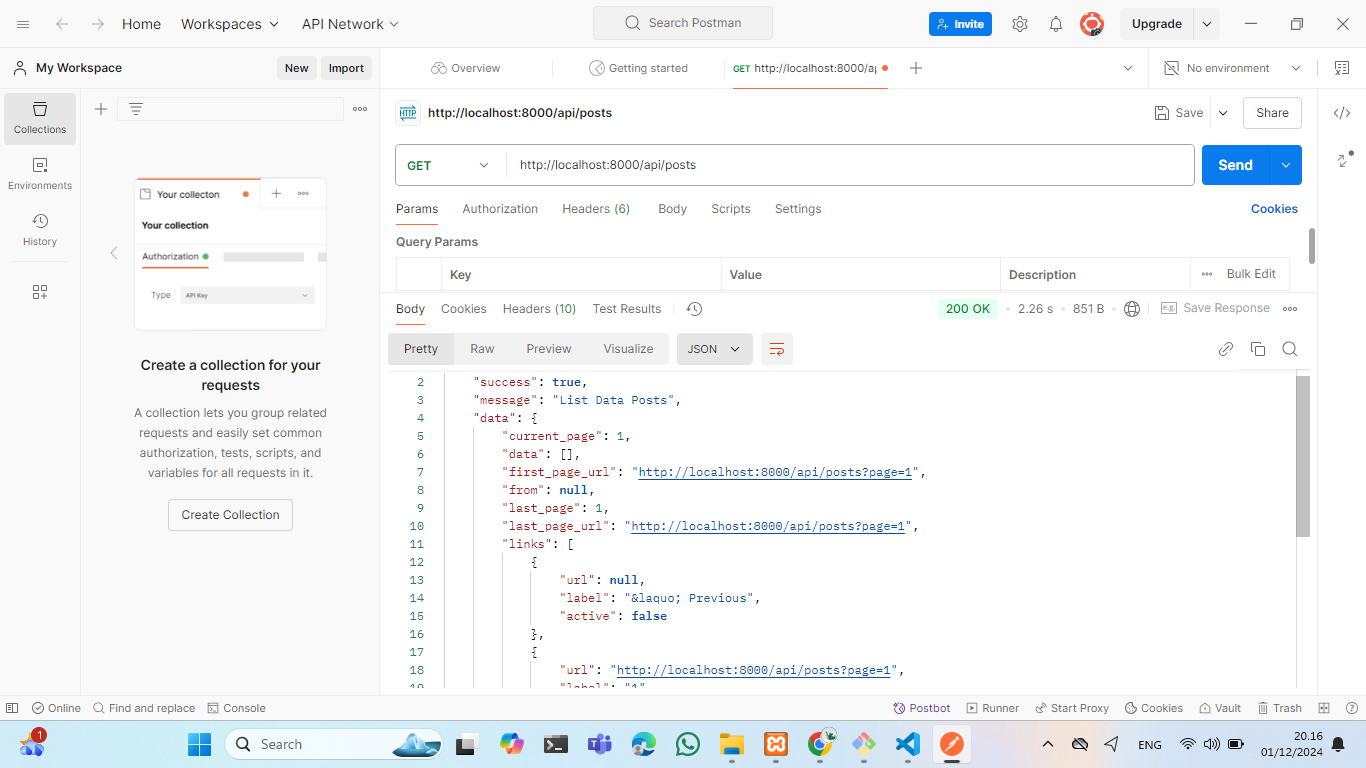 Home Workspaces API Network Search Postman Invite Upgrade
My Workspace New Import Overview Getting started GET http://localhost:8000/ap No environment
Collections
Environments
History
Your collecton
Your collection
Authorization
Type API Key
Create a collection for your
requests
A collection lets you group related
requests and easily set common
authorization, tests, scripts, and
variables for all requests in it.
Create Collection
HTTP http://localhost:8000/api/posts Save Share
GET http://localhost:8000/api/posts Send
Params Authorization Headers (6) Body Scripts Settings Cookies
Query Params
Key Value Description Bulk Edit
Body Cookies Headers (10) Test Results 200 OK 2.26 s 851 B e.g. Save Response
Pretty Raw Preview Visualize JSON
2 "success": true,
3 "message": "List Data Posts",
4 "data": {
5 "current_page": 1,
6 "data": [],
7 "first_page_url": "http://localhost:8000/api/posts?page=1",
8 "from": null,
9 "last_page": 1,
10 "last_page_url": "http://localhost:8000/api/posts?page=1",
11 "links": [
12 {
13 "url": null,
14 "label": "&laquo; Previous",
15 "active": false
16 },
17 {
18 "url": "http://localhost:8000/api/posts?page=1",
19 "label": "1"
Online Find and replace Console Postbot Runner Start Proxy Cookies Vault Trash
1 Search ENG 20.16
01/12/2024